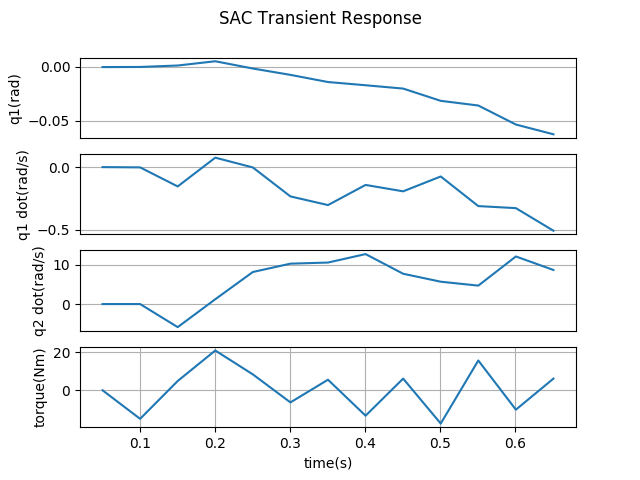 SAC Transient Response
q1(rad)
0.00
−0.05
q1 dot(rad/s)
0.0
−0.5
q2 dot(rad/s)
10
0
torque(Nm)
20
0
0.1 0.2 0.3 0.4 0.5 0.6
time(s)